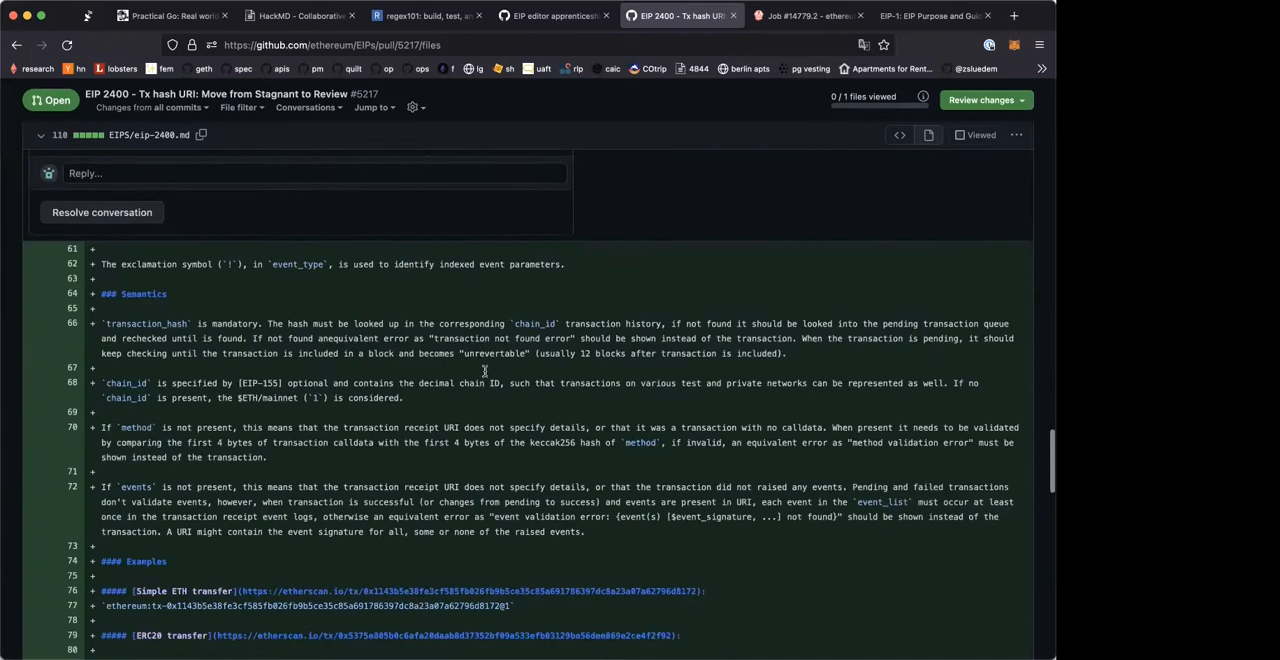 Practical Go: Real world
HackMD - Collaborative
regex101: build, test, an
EIP editor apprenticeshi
EIP 2400 - Tx hash URI:
Job #14779.2 - ethereum
EIP-1: EIP Purpose and Gui
https://github.com/ethereum/EIPs/pull/5217/files
research hn lobsters fem geth spec apis pm quilt op ops f lg sh uaft rlp caic COtrip 4844 berlin apts pg vesting Apartments for Rent... @zsluedem
Open
EIP 2400 - Tx hash URI: Move from Stagnant to Review #5217
Changes from all commits File filter Conversations Jump to
0 / 1 files viewed
Review changes
110 EIPS/eip-2400.md
Viewed
Reply...
Resolve conversation
61 +
62 + The exclamation symbol (`!`), in `event_type`, is used to identify indexed event parameters.
63 +
64 + ### Semantics
65 +
66 + `transaction_hash` is mandatory. The hash must be looked up in the corresponding `chain_id` transaction history, if not found it should be looked into the pending transaction queue
and rechecked until is found. If not found anequivalent error as "transaction not found error" should be shown instead of the transaction. When the transaction is pending, it should
keep checking until the transaction is included in a block and becomes "unrevertable" (usually 12 blocks after transaction is included).
67 +
68 + `chain_id` is specified by [EIP-155] optional and contains the decimal chain ID, such that transactions on various test and private networks can be represented as well. If no
`chain_id` is present, the $ETH/mainnet (`1`) is considered.
69 +
70 + If `method` is not present, this means that the transaction receipt URI does not specify details, or that it was a transaction with no calldata. When present it needs to be validated
by comparing the first 4 bytes of transaction calldata with the first 4 bytes of the keccak256 hash of `method`, if invalid, an equivalent error as "method validation error" must be
shown instead of the transaction.
71 +
72 + If `events` is not present, this means that the transaction receipt URI does not specify details, or that the transaction did not raised any events. Pending and failed transactions
don't validate events, however, when transaction is successful (or changes from pending to success) and events are present in URI, each event in the `event_list` must occur at least
once in the transaction receipt event logs, otherwise an equivalent error as "event validation error: {event(s) [$event_signature, ...] not found}" should be shown instead of the
transaction. A URI might contain the event signature for all, some or none of the raised events.
73 +
74 + #### Examples
75 +
76 + ##### [Simple ETH transfer](https://etherscan.io/tx/0x1143b5e38fe3cf585fb026fb9b5ce35c85a691786397dc8a23a07a62796d8172):
77 + `ethereum:tx-0x1143b5e38fe3cf585fb026fb9b5ce35c85a691786397dc8a23a07a62796d8172@1`
78 +
79 + ##### [ERC20 transfer](https://etherscan.io/tx/0x5375e805b0c6afa20daab8d37352bf09a533efb03129ba56dee869e2ce4f2f92):
80 +